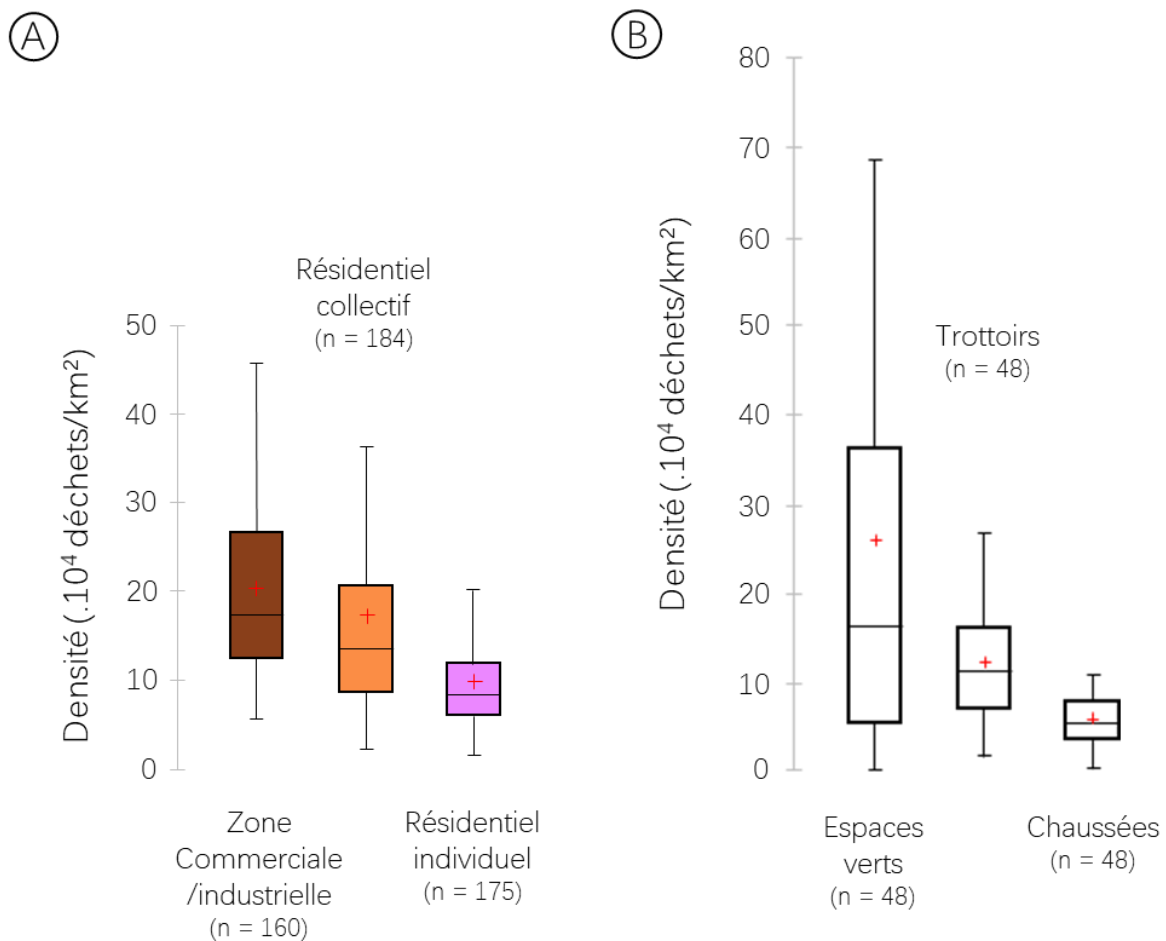 A
Densité (.10⁴ déchets/km²)
50
40
30
20
10
0
Résidentiel
collectif
(n = 184)
Zone
Commerciale
/industrielle
(n = 160)
Résidentiel
individuel
(n = 175)
B
Densité (.10⁴ déchets/km²)
80
70
60
50
40
30
20
10
0
Trottoirs
(n = 48)
Espaces
verts
(n = 48)
Chaussées
(n = 48)